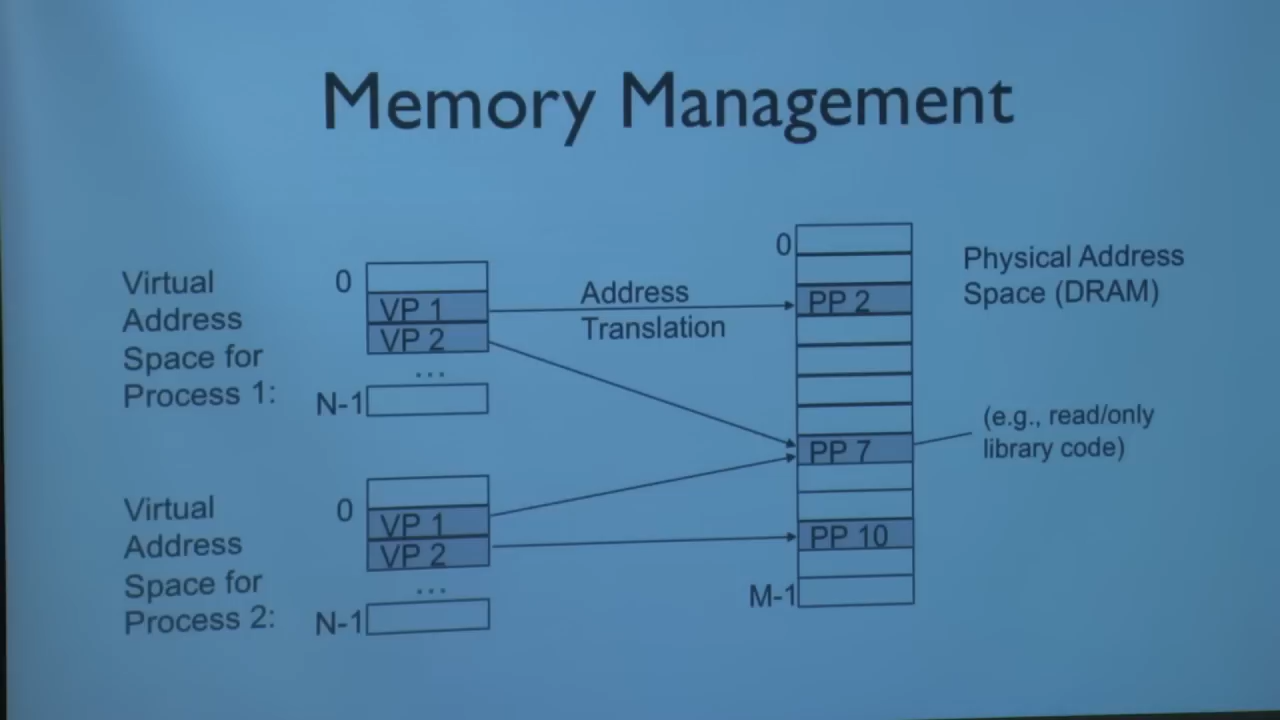 Memory Management
Virtual
Address
Space for
Process 1:
0
VP 1
VP 2
...
N-1
Address
Translation
0
PP 2
PP 7
PP 10
M-1
Physical Address
Space (DRAM)
(e.g., read/only
library code)
Virtual
Address
Space for
Process 2:
0
VP 1
VP 2
...
N-1